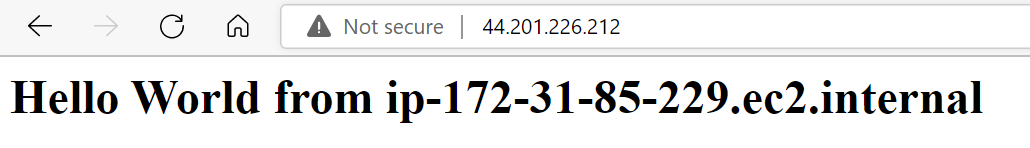 Not secure | 44.201.226.212
Hello World from ip-172-31-85-229.ec2.internal